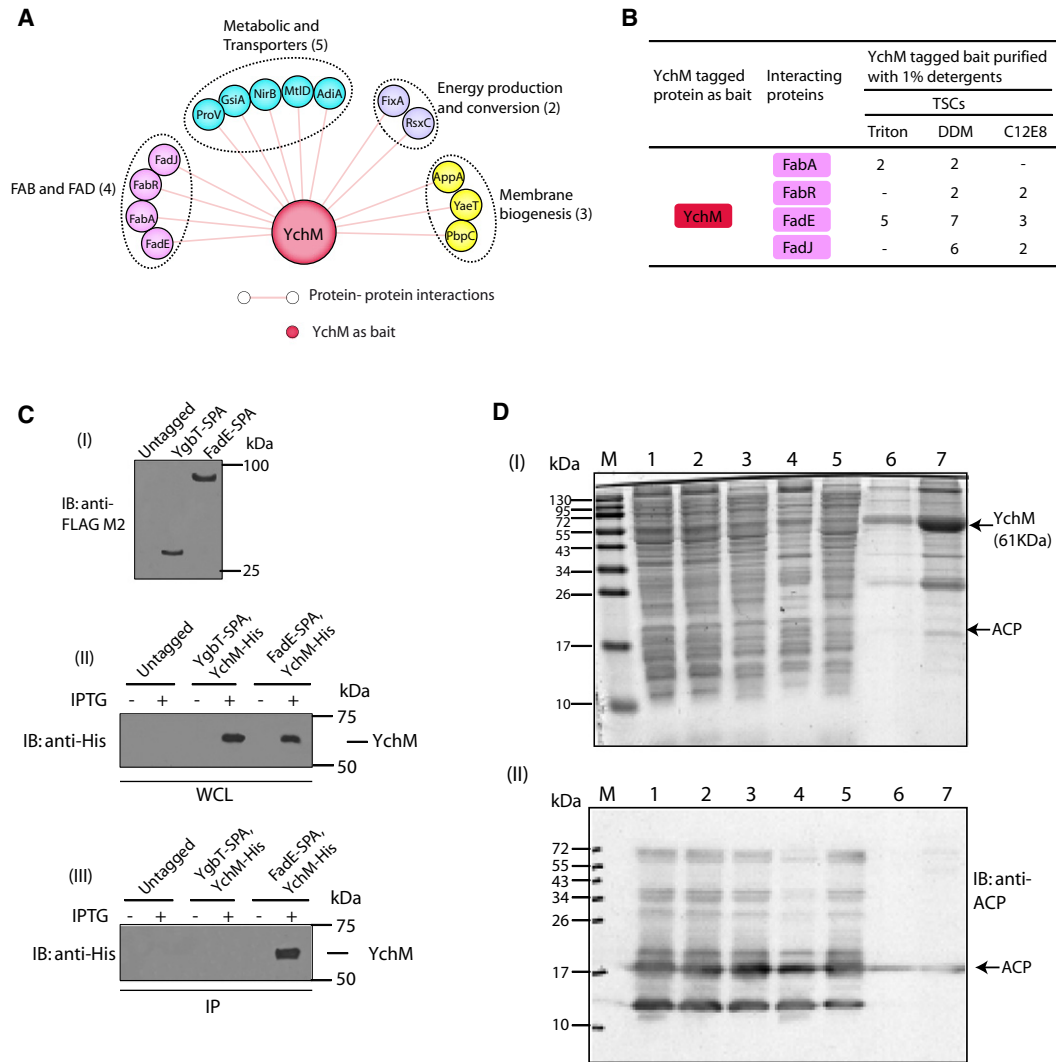 A
Metabolic and
Transporters (5)
ProV
GsiA
NirB
MtlD
AdiA
FixA
RsxC
Energy production
and conversion (2)
FAB and FAD (4)
FadJ
FabR
FabA
FadE
YchM
AppA
YaeT
PbpC
Membrane
biogenesis (3)
Protein- protein interactions
YchM as bait
B
YchM tagged
protein as bait
Interacting
proteins
YchM tagged bait purified
with 1% detergents
TSCs
Triton DDM C12E8
YchM
FabA 2 2 -
FabR - 2 2
FadE 5 7 3
FadJ - 6 2
C
(I)
Untagged
YgbT-SPA
FadE-SPA
kDa
100
25
IB: anti-
FLAG M2
(II)
Untagged
YgbT-SPA,
YchM-His
FadE-SPA,
YchM-His
IPTG - + - + - +
kDa
75
50
IB: anti-His
YchM
WCL
(III)
Untagged
YgbT-SPA,
YchM-His
FadE-SPA,
YchM-His
IPTG - + - + - +
kDa
75
50
IB: anti-His
YchM
IP
D
(I)
kDa M 1 2 3 4 5 6 7
130
95
72
55
43
34
26
17
10
YchM
(61KDa)
ACP
(II)
kDa M 1 2 3 4 5 6 7
72
55
43
34
26
17
10
IB: anti-
ACP
ACP